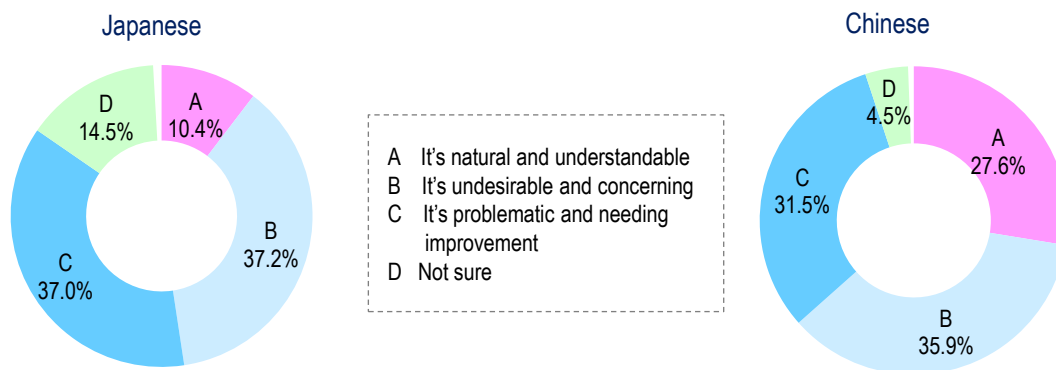 Japanese
Chinese
D
14.5%
A
10.4%
B
37.2%
C
37.0%
A It's natural and understandable
B It's undesirable and concerning
C It's problematic and needing
improvement
D Not sure
D
4.5%
A
27.6%
C
31.5%
B
35.9%